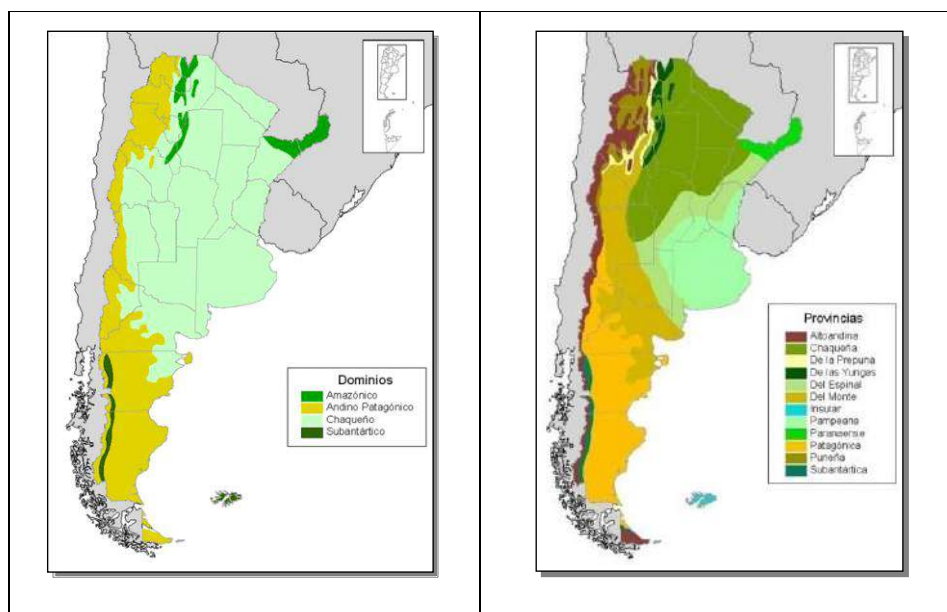 Dominios
Amazónico
Andino Patagónico
Chaqueño
Subantártico
Provincias
Altoandina
Chaqueña
De la Prepuna
De las Yungas
Del Espinal
Del Monte
Insular
Pampeana
Paranaense
Patagónica
Puneña
Subantártica